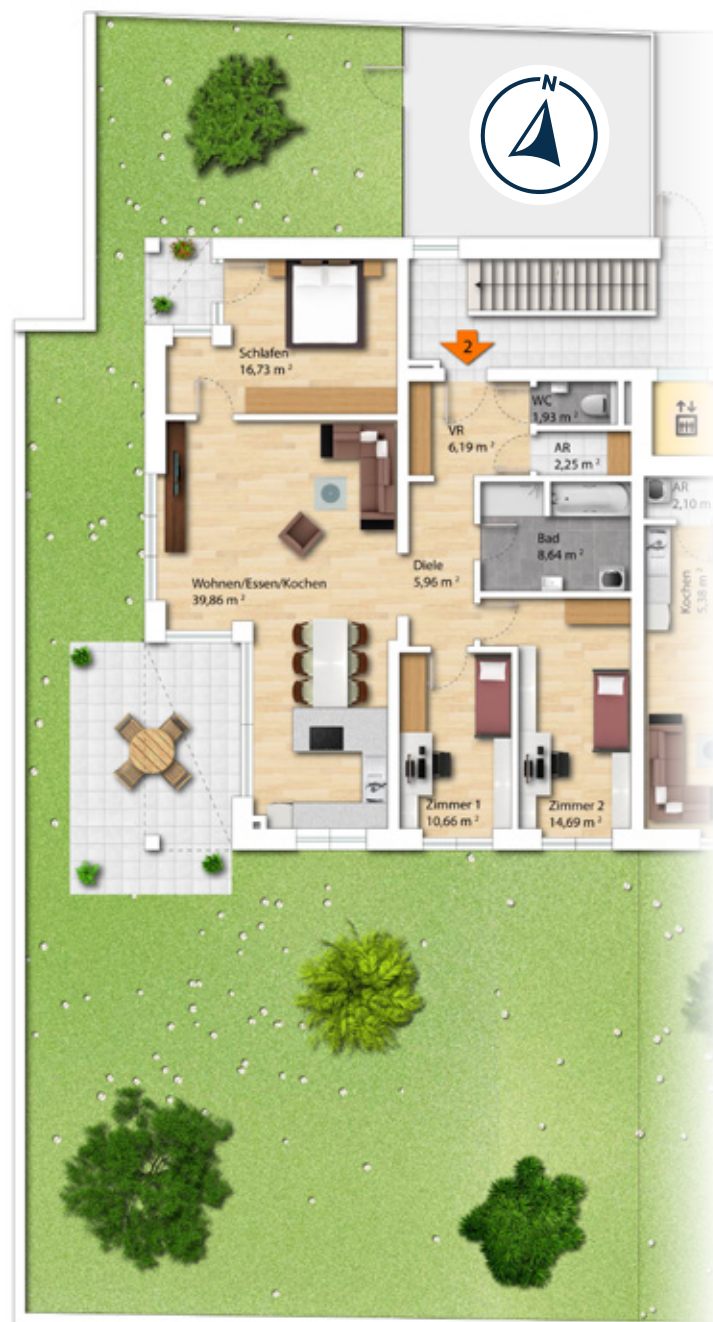 N
2
Schlafen
16,73 m²
WC
1,93 m²
VR
6,19 m²
AR
2,25 m²
AR
2,10 m
Bad
8,64 m²
Diele
5,96 m²
Wohnen/Essen/Kochen
39,86 m²
Kochen
5,38 m²
Zimmer 1
10,66 m²
Zimmer 2
14,69 m²